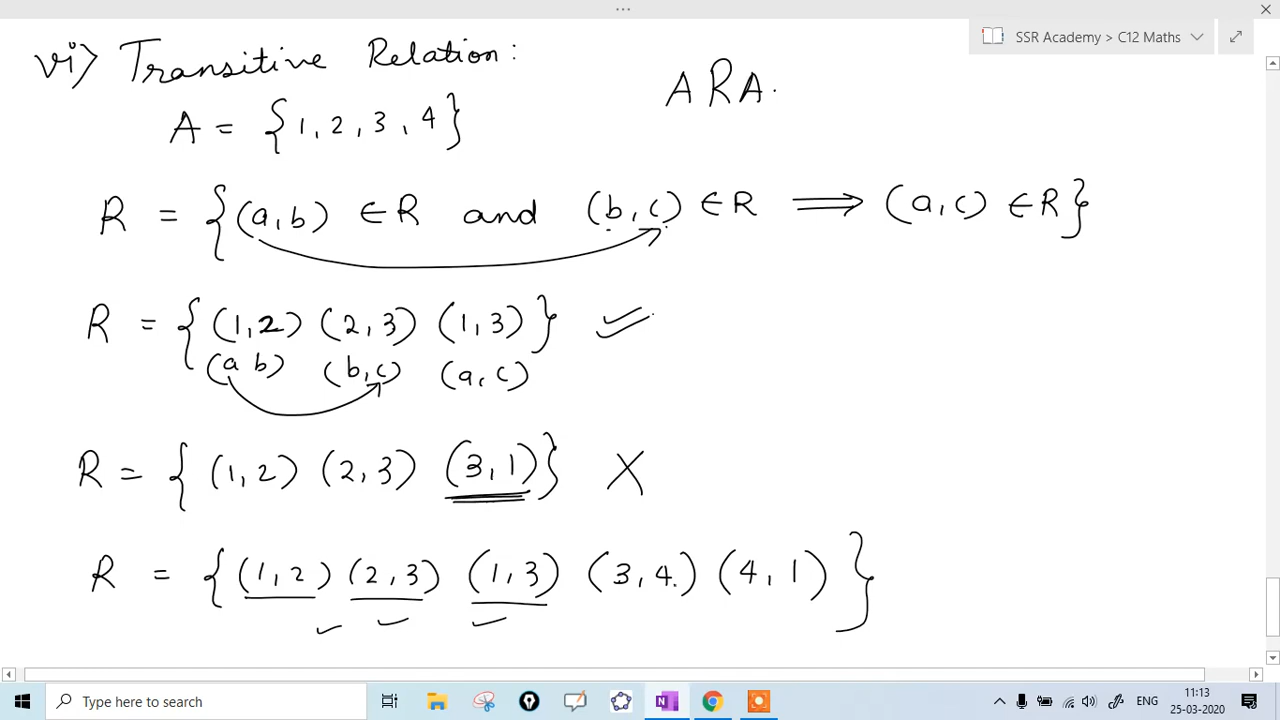 SSR Academy > C12 Maths
vi) Transitive Relation:
ARA.
A = {1, 2, 3, 4}
R = {(a, b) ∈ R and (b, c) ∈ R ⟹ (a, c) ∈ R}
R = {(1, 2) (2, 3) (1, 3)} ✓
(a b) (b, c) (a, c)
R = {(1, 2) (2, 3) (3, 1)} X
R = {(1, 2) (2, 3) (1, 3) (3, 4) (4, 1)}
✓ ✓ ✓
Type here to search
ENG
11:13
25-03-2020